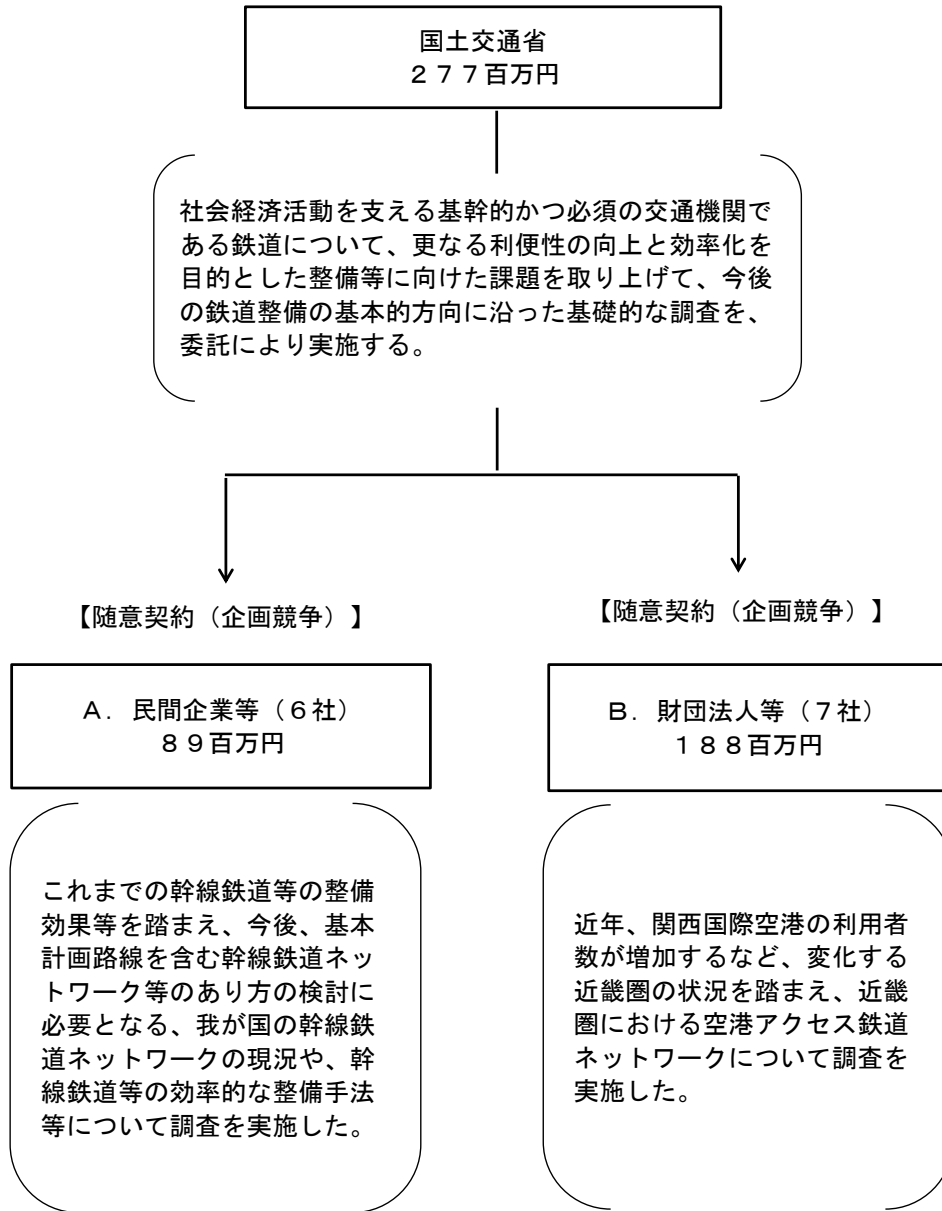 国土交通省
２７７百万円
社会経済活動を支える基幹的かつ必須の交通機関で
ある鉄道について、更なる利便性の向上と効率化を
目的とした整備等に向けた課題を取り上げて、今後
の鉄道整備の基本的方向に沿った基礎的な調査を、
委託により実施する。
【随意契約（企画競争）】
Ａ．民間企業等（６社）
８９百万円
これまでの幹線鉄道等の整備
効果等を踏まえ、今後、基本
計画路線を含む幹線鉄道ネッ
トワーク等のあり方の検討に
必要となる、我が国の幹線鉄
道ネットワークの現況や、幹
線鉄道等の効率的な整備手法
等について調査を実施した。
【随意契約（企画競争）】
Ｂ．財団法人等（７社）
１８８百万円
近年、関西国際空港の利用者
数が増加するなど、変化する
近畿圏の状況を踏まえ、近畿
圏における空港アクセス鉄道
ネットワークについて調査を
実施した。